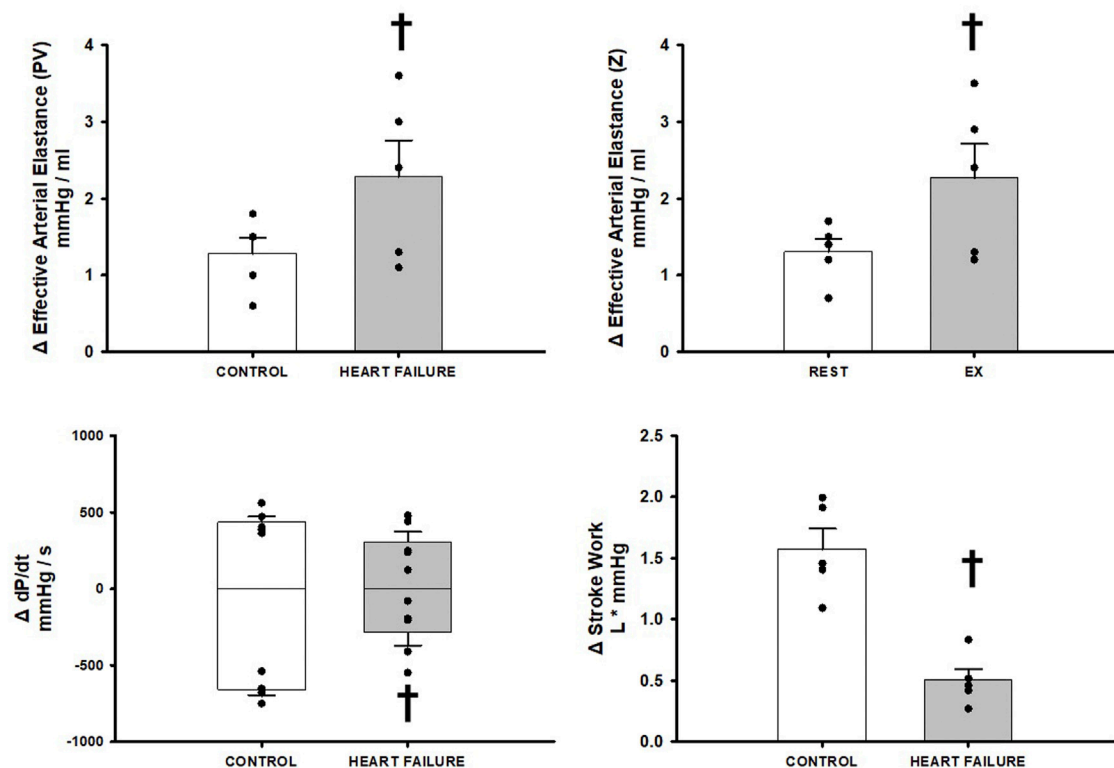 Δ Effective Arterial Elastance (PV)
mmHg / ml
4
3
2
1
0
†
CONTROL
HEART FAILURE
Δ Effective Arterial Elastance (Z)
mmHg / ml
4
3
2
1
0
†
REST
EX
Δ dP/dt
mmHg / s
1000
500
0
-500
-1000
†
CONTROL
HEART FAILURE
Δ Stroke Work
L * mmHg
2.5
2.0
1.5
1.0
0.5
0.0
†
CONTROL
HEART FAILURE